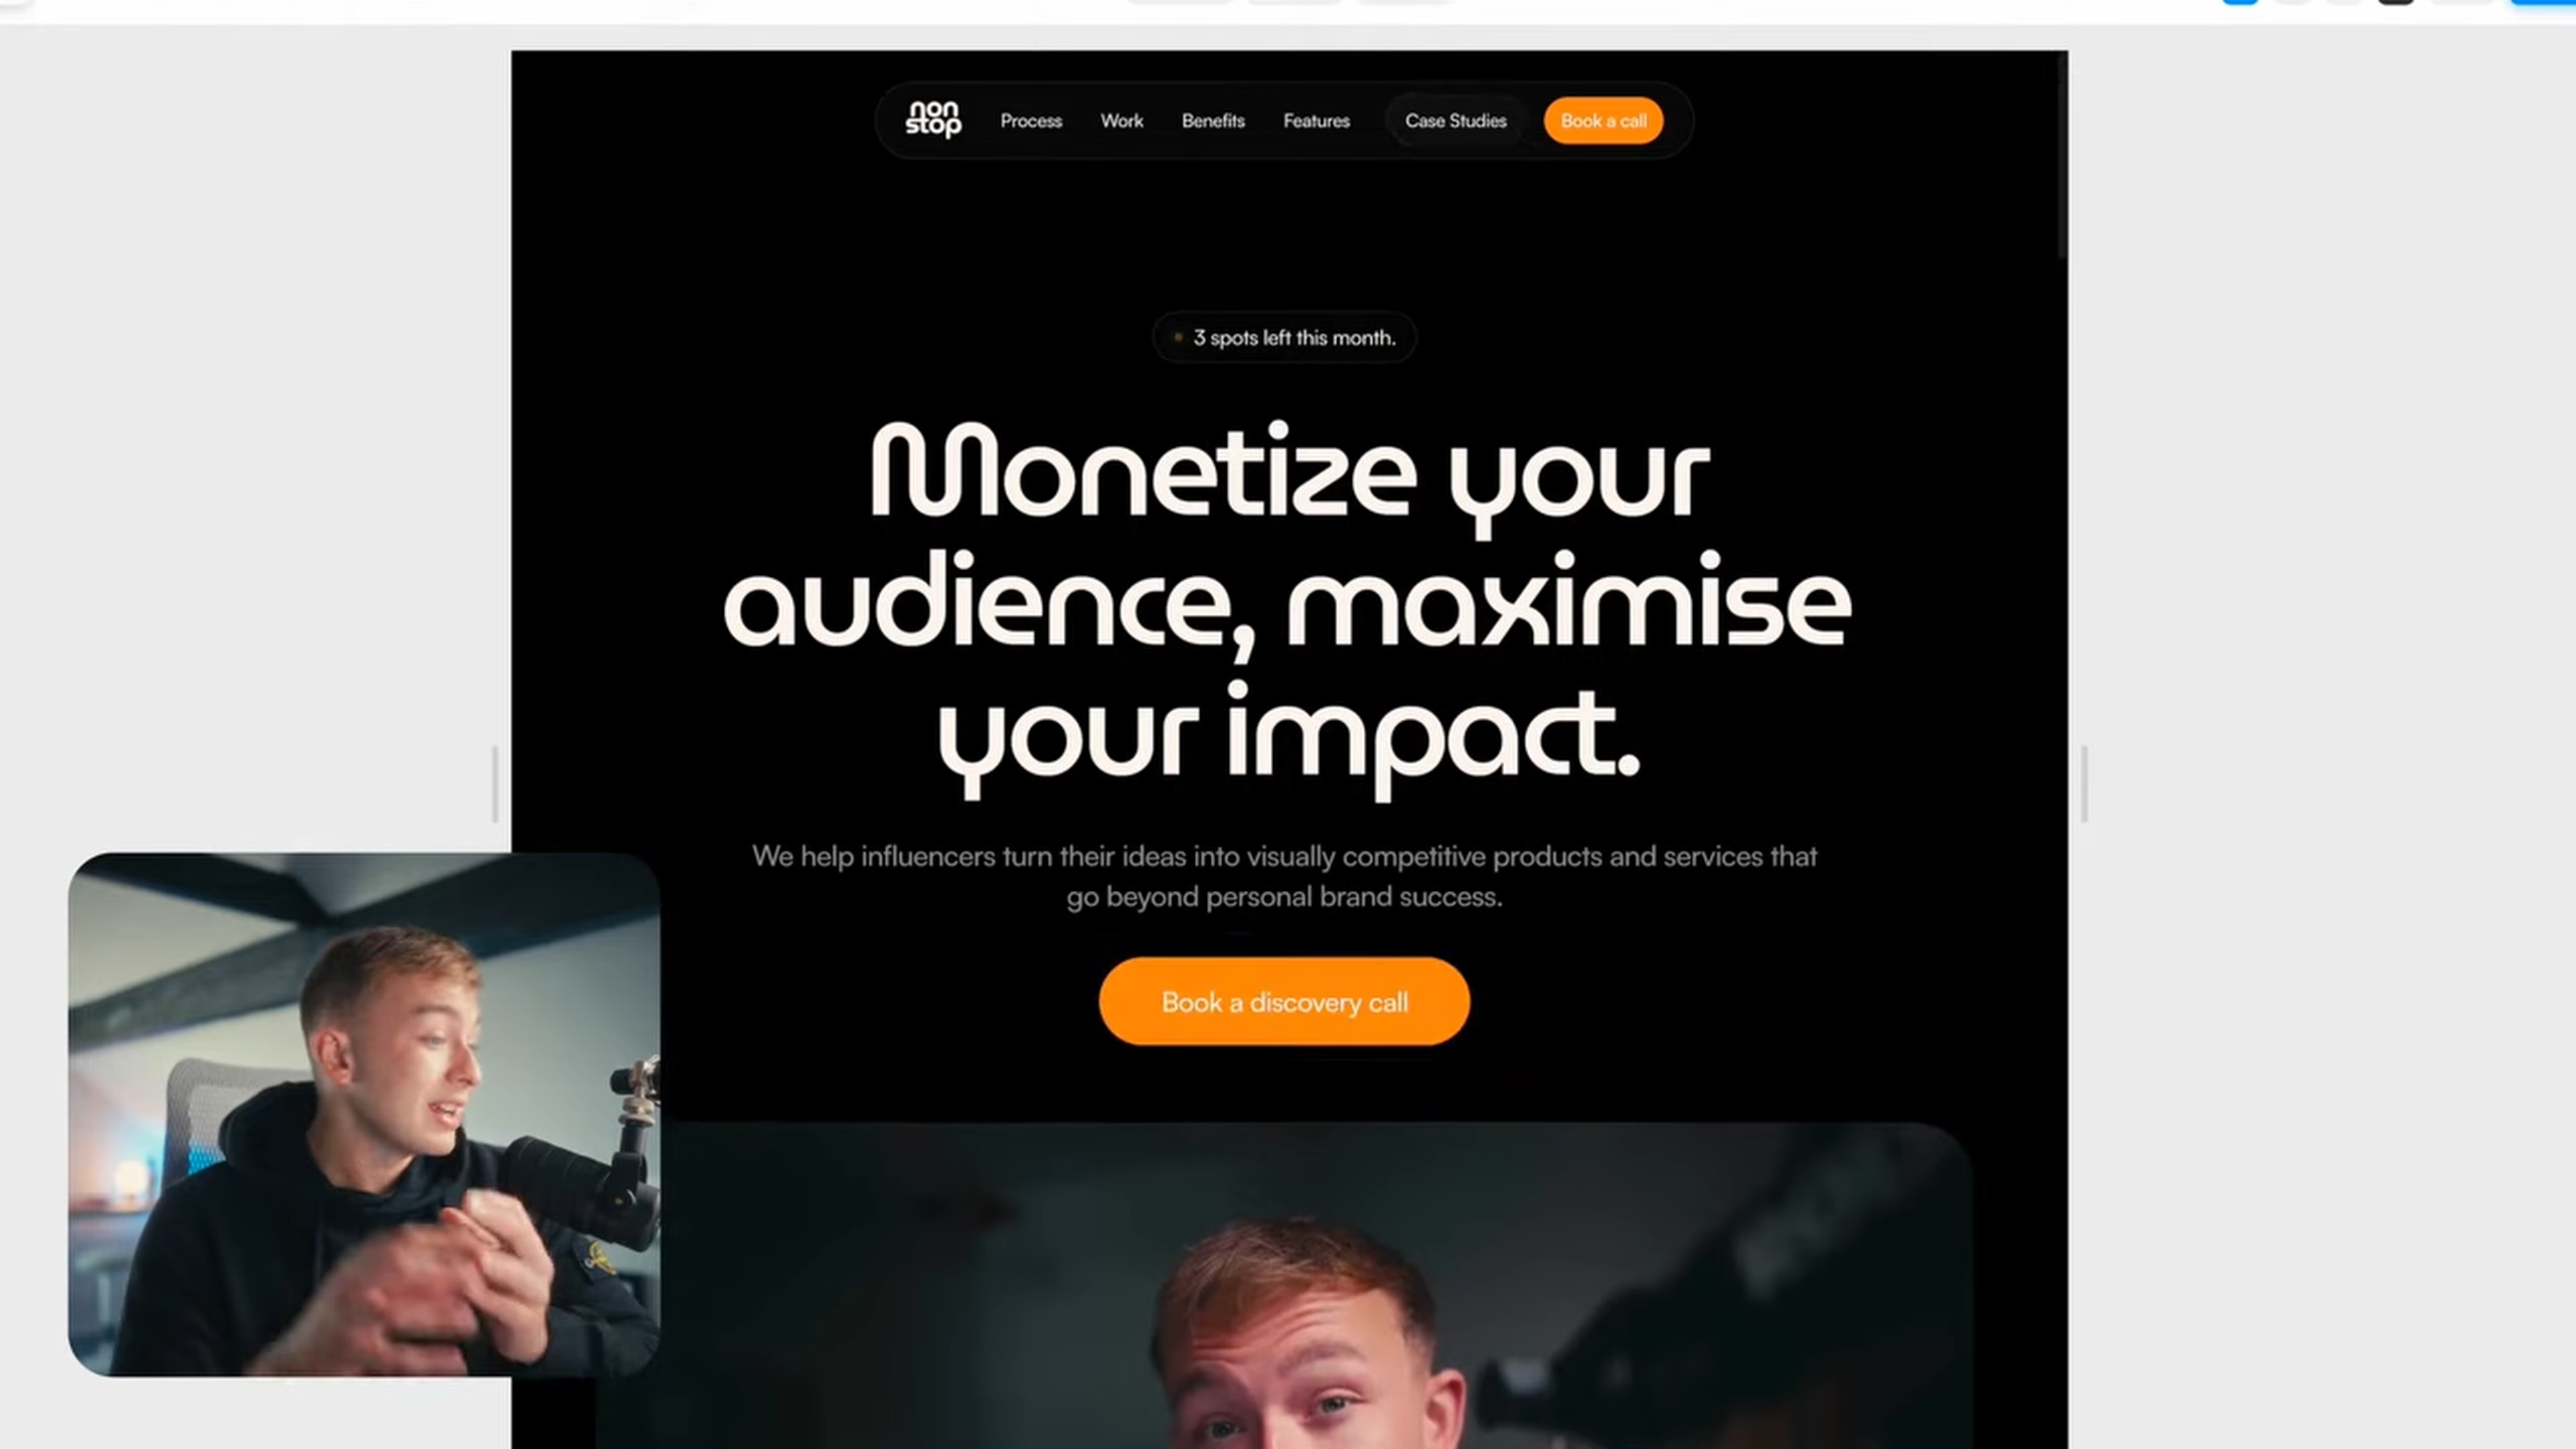 non
stop
Process Work Benefits Features Case Studies Book a call
3 spots left this month.
Monetize your
audience, maximise
your impact.
We help influencers turn their ideas into visually competitive products and services that
go beyond personal brand success.
Book a discovery call